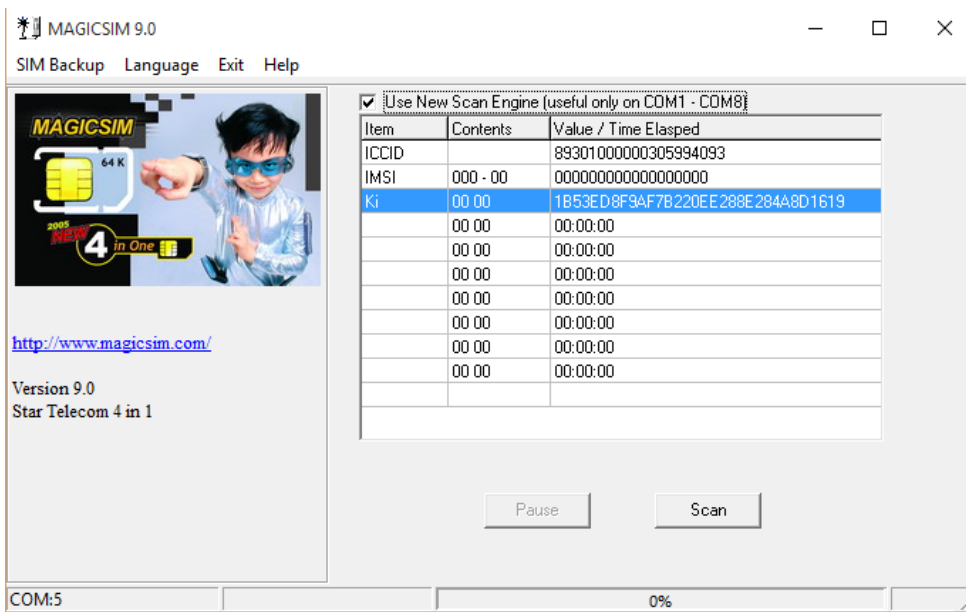 MAGICSIM 9.0
SIM Backup Language Exit Help
MAGICSIM
64 K
2005
NEW
4 in One
http://www.magicsim.com/
Version 9.0
Star Telecom 4 in 1
Use New Scan Engine (useful only on COM1 - COM8)
Item Contents Value / Time Elasped
ICCID 89301000000305994093
IMSI 000 - 00 000000000000000000
Ki 00 00 1B53ED8F9AF7B220EE288E284A8D1619
00 00 00:00:00
00 00 00:00:00
00 00 00:00:00
00 00 00:00:00
00 00 00:00:00
00 00 00:00:00
00 00 00:00:00
Pause Scan
COM:5 0%